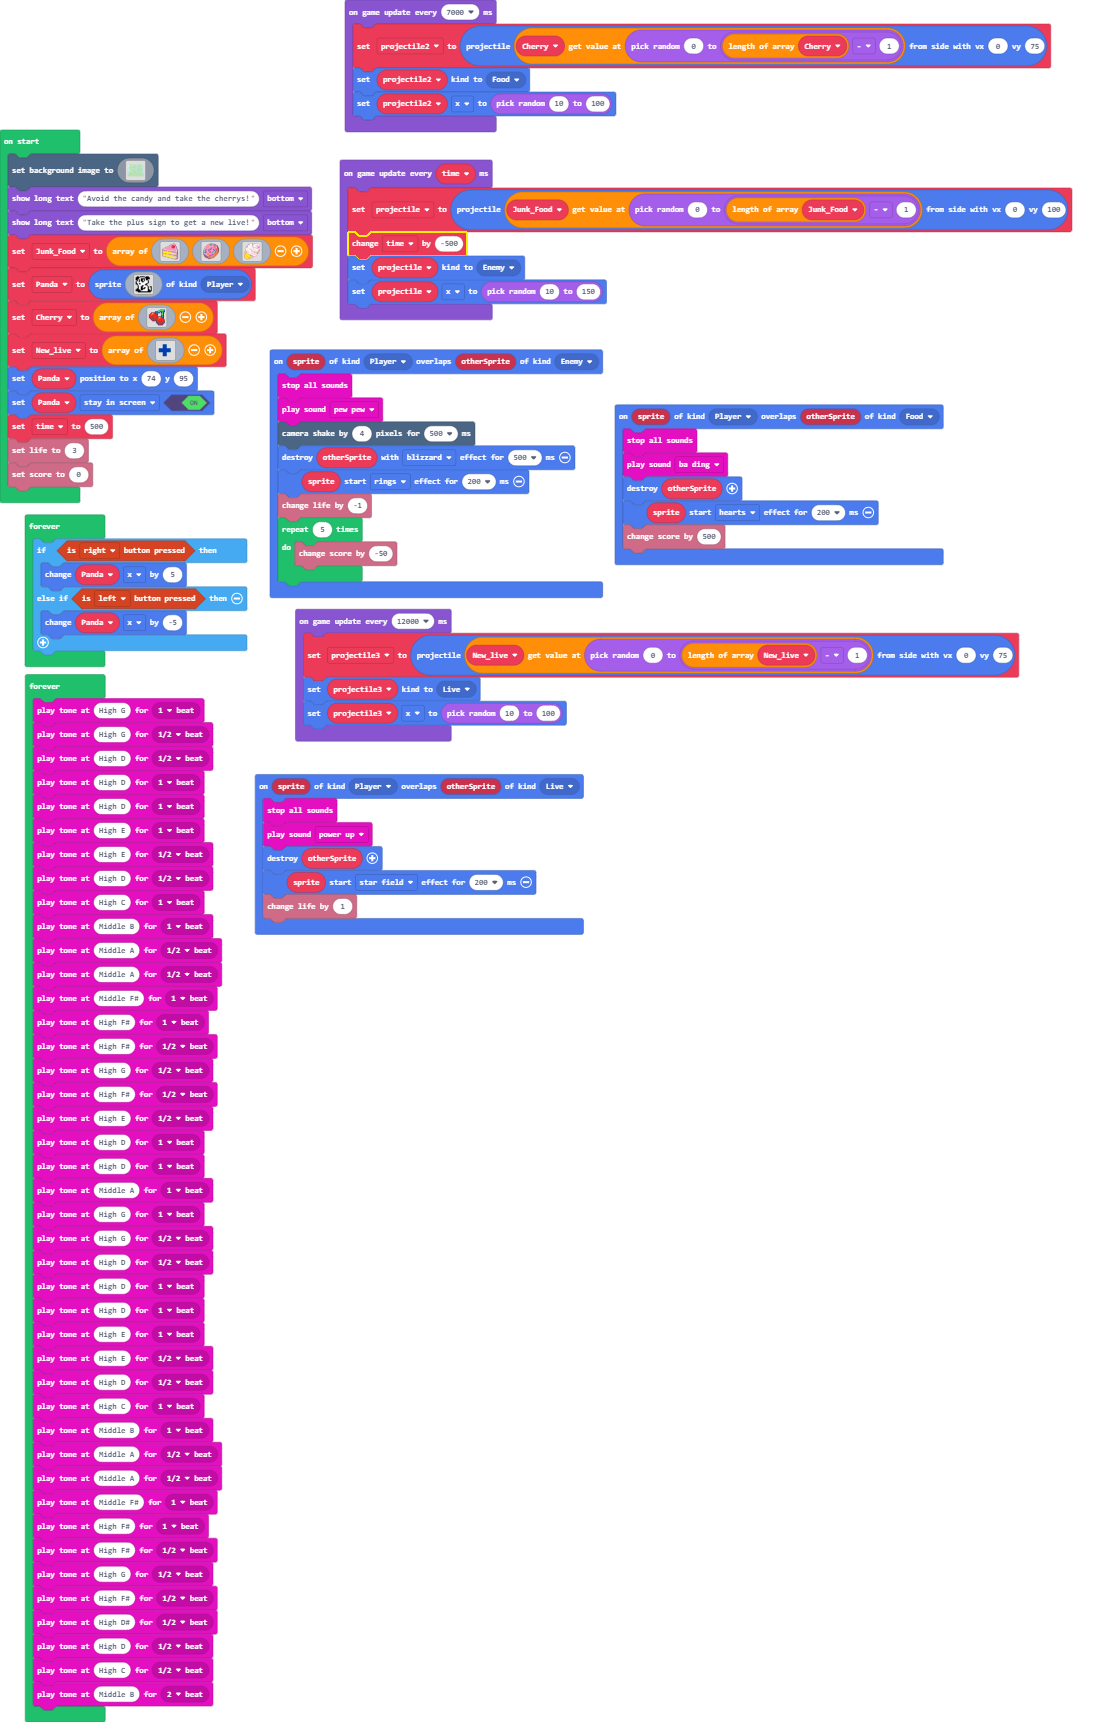 on game update every 7000 ms
set projectile2 to projectile Cherry get value at pick random 0 to length of array Cherry - 1 from side with vx 0 vy 75
set projectile2 kind to Food
set projectile2 x to pick random 10 to 100
on start
set background image to
show long text "Avoid the candy and take the cherrys!" bottom
show long text "Take the plus sign to get a new live!" bottom
set Junk_Food to array of
set Panda to sprite of kind Player
set Cherry to array of
set New_live to array of
set Panda position to x 74 y 95
set Panda stay in screen ON
set time to 500
set life to 3
set score to 0
on game update every time ms
set projectile to projectile Junk_Food get value at pick random 0 to length of array Junk_Food - 1 from side with vx 0 vy 100
change time by -500
set projectile kind to Enemy
set projectile x to pick random 10 to 150
on sprite of kind Player overlaps otherSprite of kind Enemy
stop all sounds
play sound pew pew
camera shake by 4 pixels for 500 ms
destroy otherSprite with blizzard effect for 500 ms
sprite start rings effect for 200 ms
change life by -1
repeat 5 times
do change score by -50
on sprite of kind Player overlaps otherSprite of kind Food
stop all sounds
play sound ba ding
destroy otherSprite
sprite start hearts effect for 200 ms
change score by 500
forever
if is right button pressed then
change Panda x by 5
else if is left button pressed then
change Panda x by -5
on game update every 12000 ms
set projectile3 to projectile New_live get value at pick random 0 to length of array New_live - 1 from side with vx 0 vy 75
set projectile3 kind to Live
set projectile3 x to pick random 10 to 100
on sprite of kind Player overlaps otherSprite of kind Live
stop all sounds
play sound power up
destroy otherSprite
sprite start star field effect for 200 ms
change life by 1
forever
play tone at High G for 1 beat
play tone at High G for 1/2 beat
play tone at High D for 1/2 beat
play tone at High D for 1 beat
play tone at High D for 1 beat
play tone at High E for 1 beat
play tone at High E for 1/2 beat
play tone at High D for 1/2 beat
play tone at High C for 1 beat
play tone at Middle B for 1 beat
play tone at Middle A for 1/2 beat
play tone at Middle A for 1/2 beat
play tone at Middle F# for 1 beat
play tone at High F# for 1 beat
play tone at High F# for 1/2 beat
play tone at High G for 1/2 beat
play tone at High F# for 1/2 beat
play tone at High E for 1/2 beat
play tone at High D for 1 beat
play tone at High D for 1 beat
play tone at Middle A for 1 beat
play tone at High G for 1 beat
play tone at High G for 1/2 beat
play tone at High D for 1/2 beat
play tone at High D for 1 beat
play tone at High D for 1 beat
play tone at High E for 1 beat
play tone at High E for 1/2 beat
play tone at High D for 1/2 beat
play tone at High C for 1 beat
play tone at Middle B for 1 beat
play tone at Middle A for 1/2 beat
play tone at Middle A for 1/2 beat
play tone at Middle F# for 1 beat
play tone at High F# for 1 beat
play tone at High F# for 1/2 beat
play tone at High G for 1/2 beat
play tone at High F# for 1/2 beat
play tone at High D# for 1/2 beat
play tone at High D for 1/2 beat
play tone at High C for 1/2 beat
play tone at Middle B for 2 beat